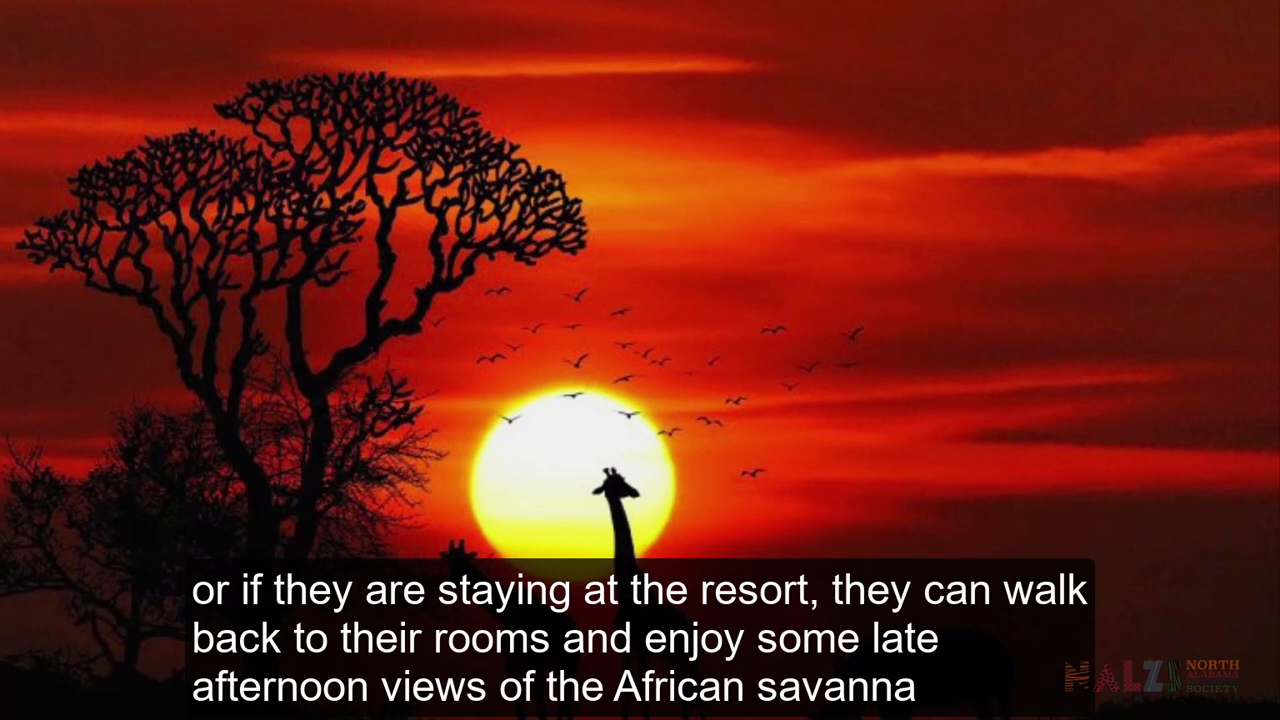 or if they are staying at the resort, they can walk
back to their rooms and enjoy some late
afternoon views of the African savanna
NALZS NORTH
ALABAMA
SOCIETY